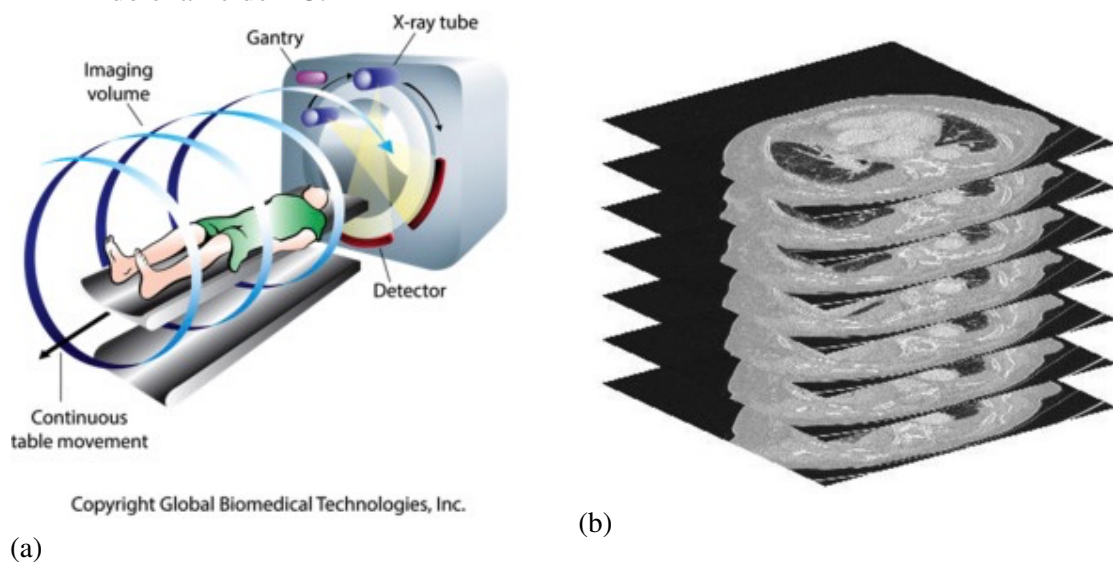 X-ray tube
Gantry
Imaging
volume
Detector
Continuous
table movement
Copyright Global Biomedical Technologies, Inc.
(b)
(a)